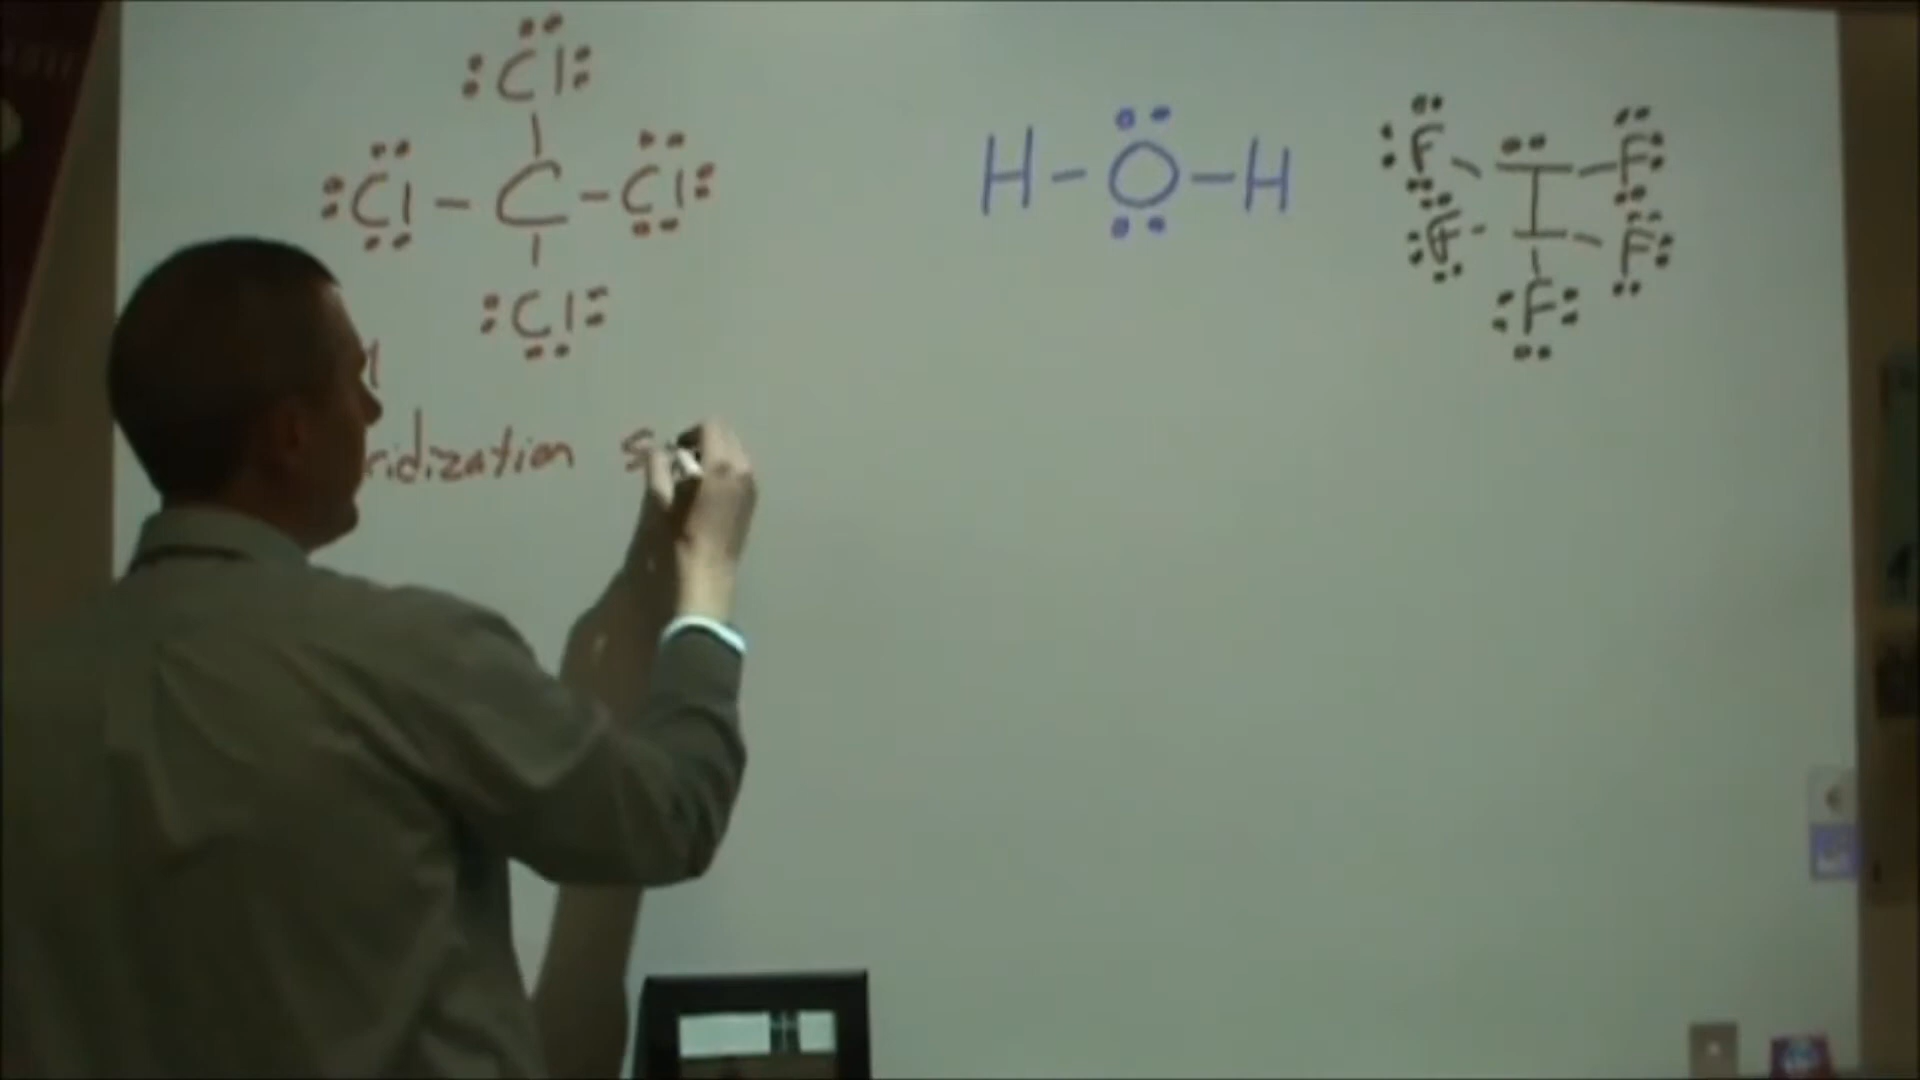 :Cl:
:Cl - C - Cl:
:Cl:
H - O - H
F I F
F F
F
ridization